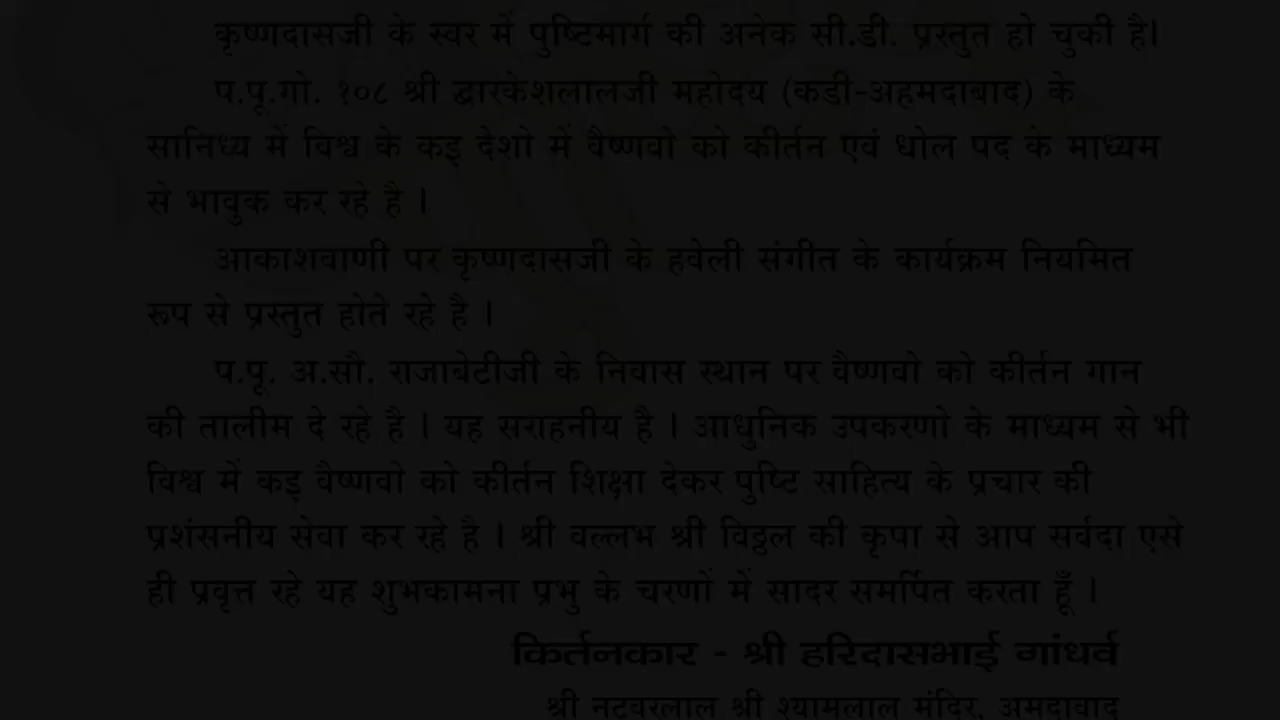 कृष्णदासजी के स्वर में पुष्टिमार्ग की अनेक सी.डी. प्रस्तुत हो चुकी है।
प.पू.गो. १०८ श्री द्वारकेशलालजी महोदय (कडी-अहमदाबाद) के
सानिध्य में विश्व के कइ देशो में वैष्णवो को कीर्तन एवं धोल पद के माध्यम
से भावुक कर रहे है ।
आकाशवाणी पर कृष्णदासजी के हवेली संगीत के कार्यक्रम नियमित
रूप से प्रस्तुत होते रहे है ।
प.पू. अ.सौ. राजाबेटीजी के निवास स्थान पर वैष्णवो को कीर्तन गान
की तालीम दे रहे है । यह सराहनीय है । आधुनिक उपकरणो के माध्यम से भी
विश्व में कइ वैष्णवो को कीर्तन शिक्षा देकर पुष्टि साहित्य के प्रचार की
प्रशंसनीय सेवा कर रहे है । श्री वल्लभ श्री विठ्ठल की कृपा से आप सर्वदा एसे
ही प्रवृत्त रहे यह शुभकामना प्रभु के चरणों में सादर समर्पित करता हूँ ।
किर्तनकार - श्री हरिदासभाई गांधर्व
श्री नटवरलाल श्री श्यामलाल मंदिर, अमदावाद